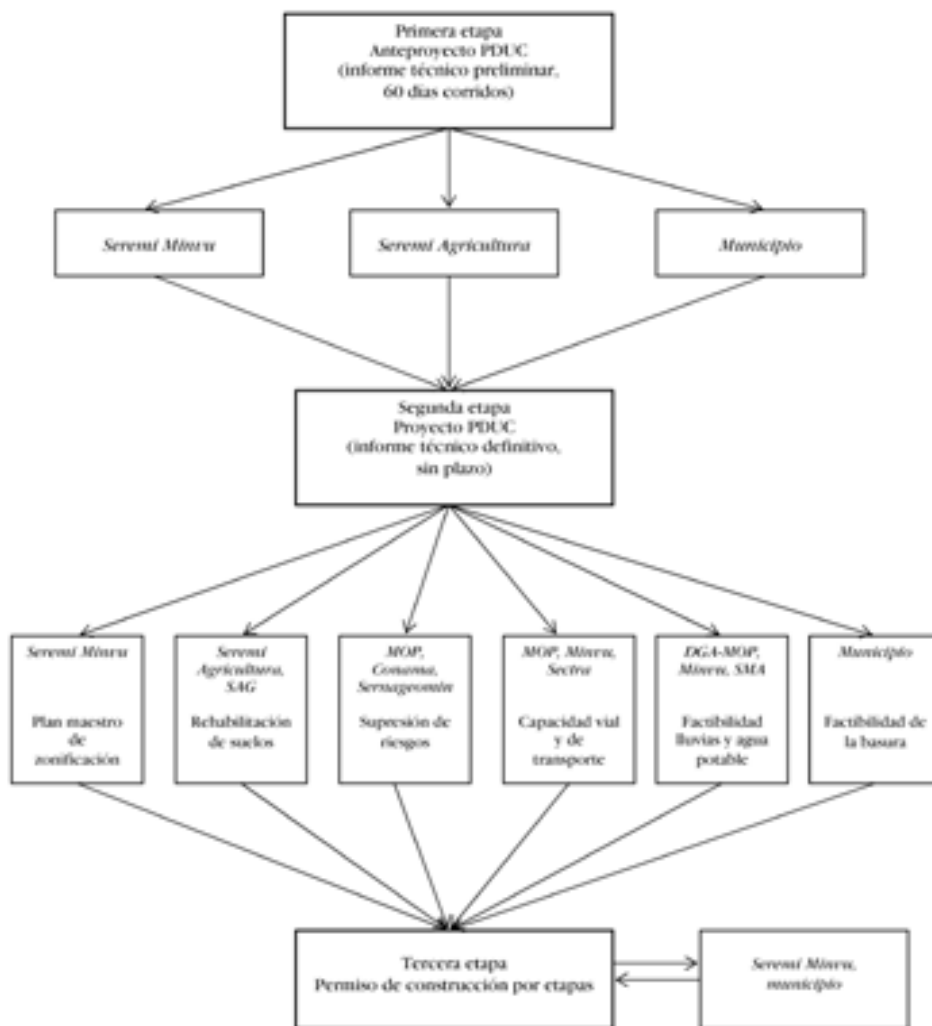 Primera etapa
Anteproyecto PDUC
(informe técnico preliminar,
60 días corridos)
Seremi Minvu
Seremi Agricultura
Municipio
Segunda etapa
Proyecto PDUC
(informe técnico definitivo,
sin plazo)
Seremi Minvu
Plan maestro
de
zonificación
Seremi
Agricultura,
SAG
Rehabilitación
de suelos
MOP,
Conama,
Sernageomin
Supresión de
riesgos
MOP, Minvu,
Sectra
Capacidad vial
y de
transporte
DGA-MOP,
Minvu, SMA
Factibilidad
lluvias y agua
potable
Municipio
Factibilidad de
la basura
Tercera etapa
Permiso de construcción por etapas
Seremi Minvu,
municipio